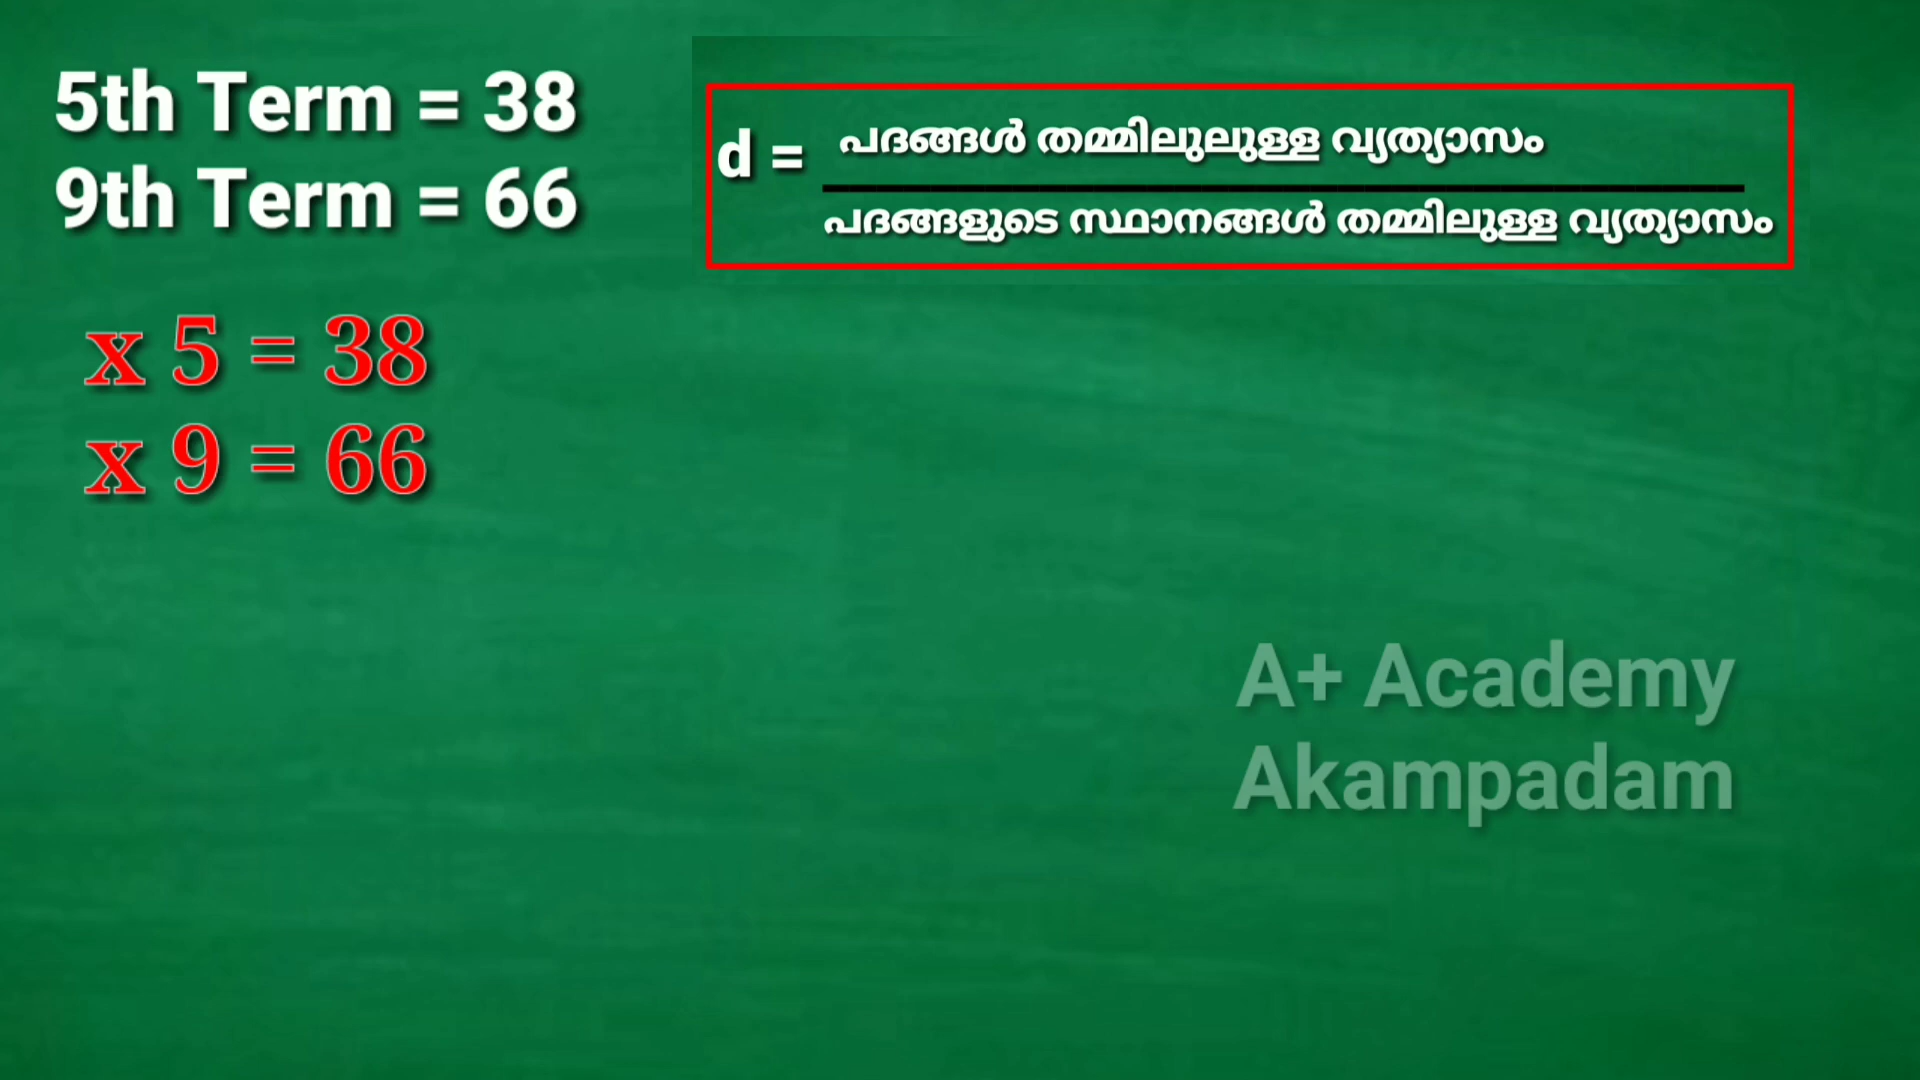 5th Term = 38
9th Term = 66
d = പദങ്ങൾ തമ്മിലുലുള്ള വ്യത്യാസം
പദങ്ങളുടെ സ്ഥാനങ്ങൾ തമ്മിലുള്ള വ്യത്യാസം
x 5 = 38
x 9 = 66
A+ Academy
Akampadam